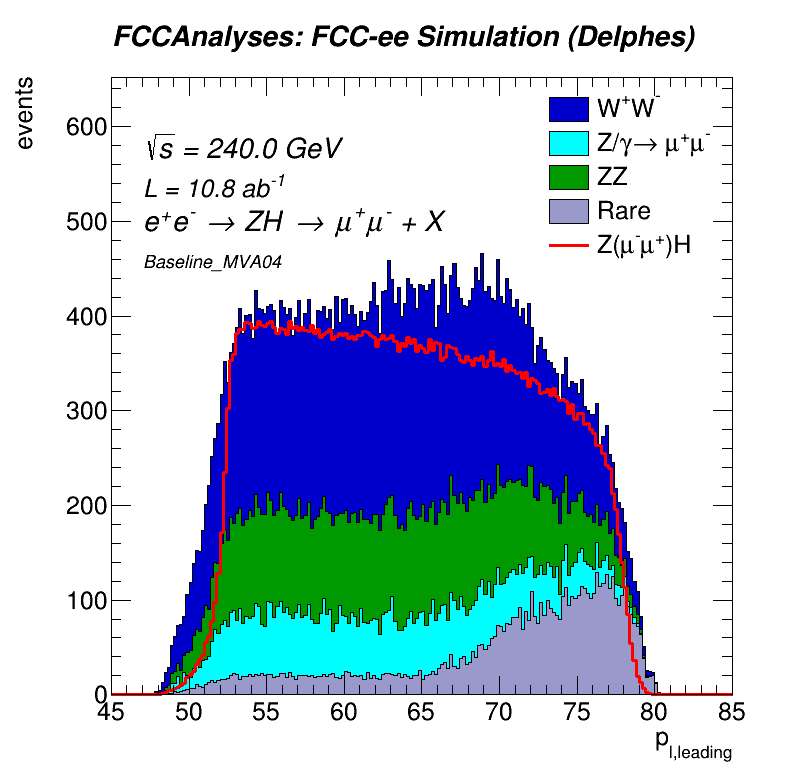 FCCAnalyses: FCC-ee Simulation (Delphes)
events
√s = 240.0 GeV
L = 10.8 ab⁻¹
e⁺e⁻ → ZH → μ⁺μ⁻ + X
Baseline_MVA04
W⁺W⁻
Z/γ→ μ⁺μ⁻
ZZ
Rare
Z(μ⁻μ⁺)H
600
500
400
300
200
100
0
45 50 55 60 65 70 75 80 85
p_l,leading